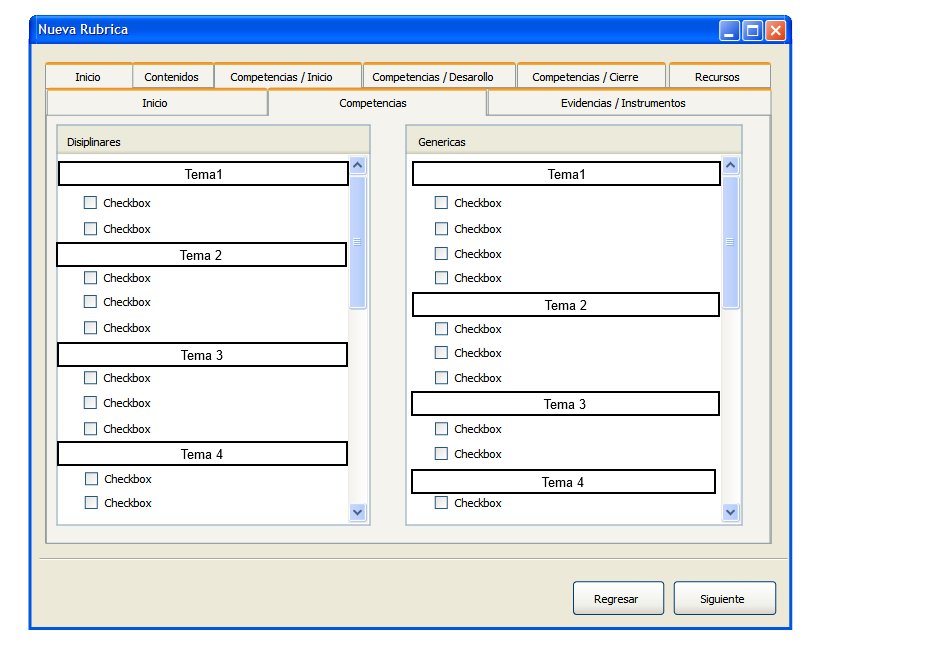 Nueva Rubrica
Inicio
Contenidos
Competencias / Inicio
Competencias / Desarollo
Competencias / Cierre
Recursos
Inicio
Competencias
Evidencias / Instrumentos
Disiplinares
Tema1
Checkbox
Checkbox
Tema 2
Checkbox
Checkbox
Checkbox
Tema 3
Checkbox
Checkbox
Checkbox
Tema 4
Checkbox
Checkbox
Genericas
Tema1
Checkbox
Checkbox
Checkbox
Checkbox
Tema 2
Checkbox
Checkbox
Checkbox
Tema 3
Checkbox
Checkbox
Tema 4
Checkbox
Regresar
Siguiente